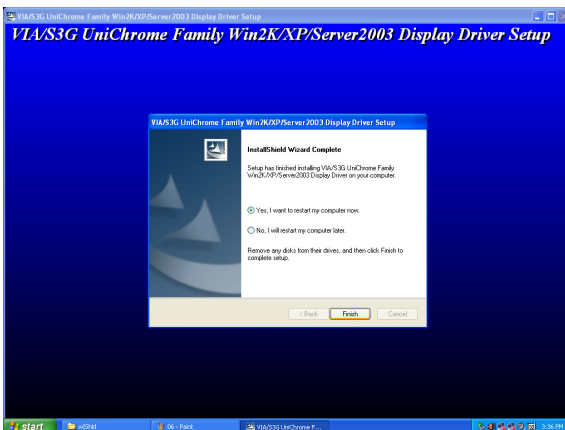 VIA/S3G UniChrome Family Win2K/XP/Server2003 Display Driver Setup
VIA/S3G UniChrome Family Win2K/XP/Server2003 Display Driver Setup
VIA/S3G UniChrome Family Win2K/XP/Server2003 Display Driver Setup
InstallShield Wizard Complete
Setup has finished installing VIA/S3G UniChrome Family
Win2K/XP/Server2003 Display Driver on your computer.
Yes, I want to restart my computer now.
No, I will restart my computer later.
Remove any disks from their drives, and then click Finish to
complete setup.
< Back Finish Cancel
start
06 - Paint
VIA/S3G UniChrome F...
3:36 PM